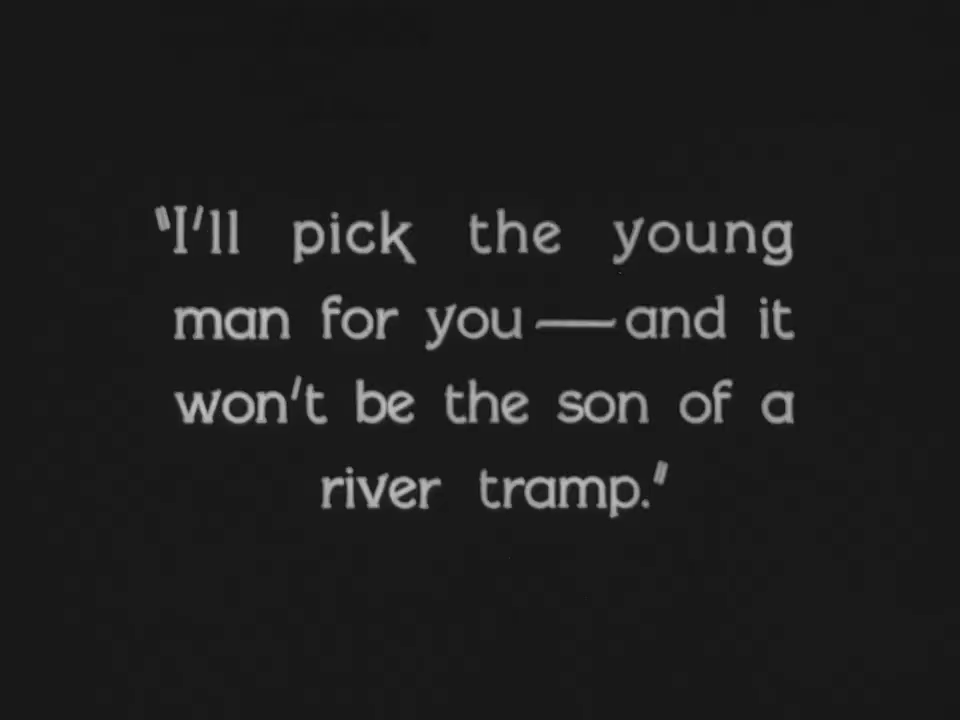 "I'll pick the young
man for you — and it
won't be the son of a
river tramp."